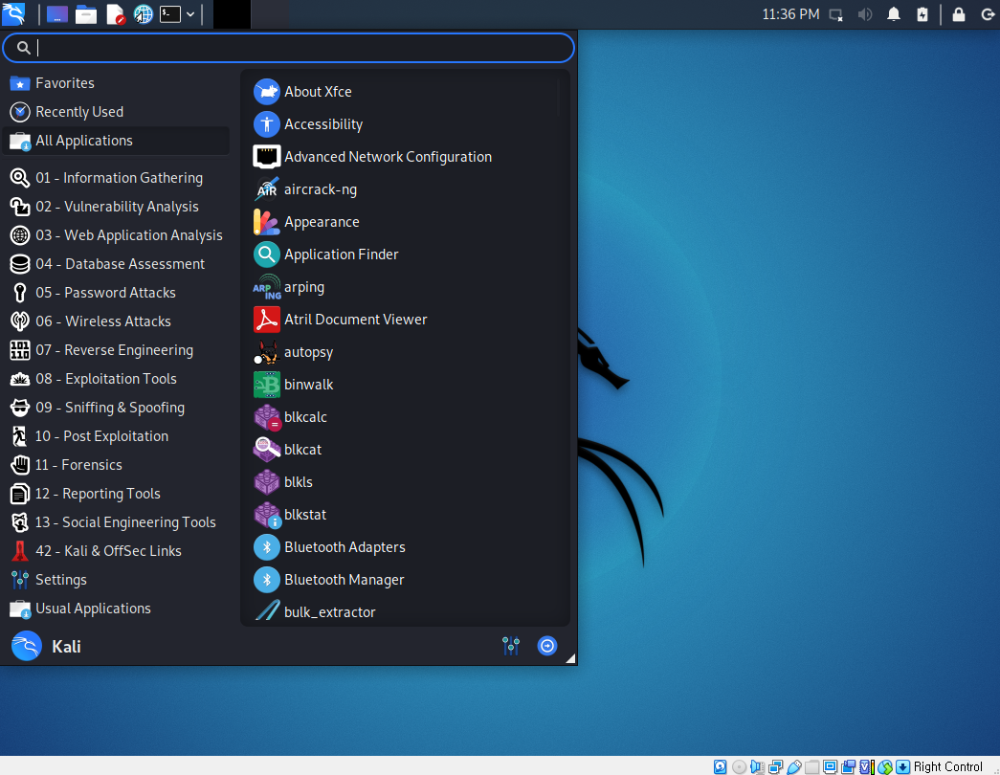 11:36 PM
Favorites
Recently Used
All Applications
01 - Information Gathering
02 - Vulnerability Analysis
03 - Web Application Analysis
04 - Database Assessment
05 - Password Attacks
06 - Wireless Attacks
07 - Reverse Engineering
08 - Exploitation Tools
09 - Sniffing & Spoofing
10 - Post Exploitation
11 - Forensics
12 - Reporting Tools
13 - Social Engineering Tools
42 - Kali & OffSec Links
Settings
Usual Applications
About Xfce
Accessibility
Advanced Network Configuration
aircrack-ng
Appearance
Application Finder
arping
Atril Document Viewer
autopsy
binwalk
blkcalc
blkcat
blkls
blkstat
Bluetooth Adapters
Bluetooth Manager
bulk_extractor
Kali
Right Control